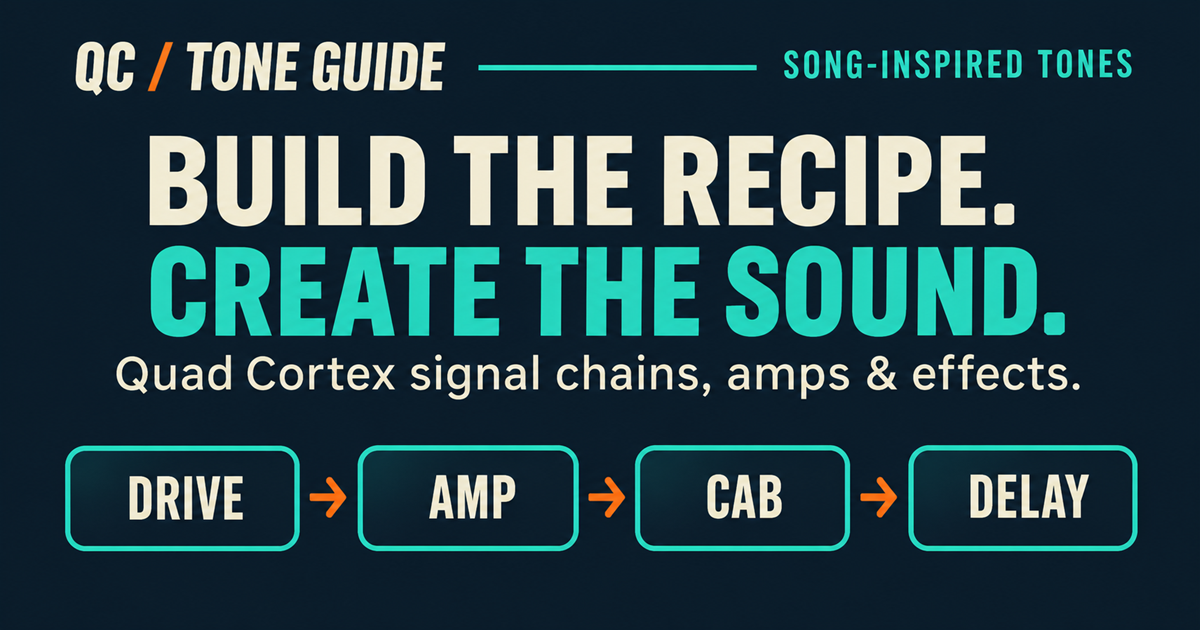 QC / TONE GUIDE
SONG-INSPIRED TONES
BUILD THE RECIPE.
CREATE THE SOUND.
Quad Cortex signal chains, amps & effects.
DRIVE → AMP → CAB → DELAY